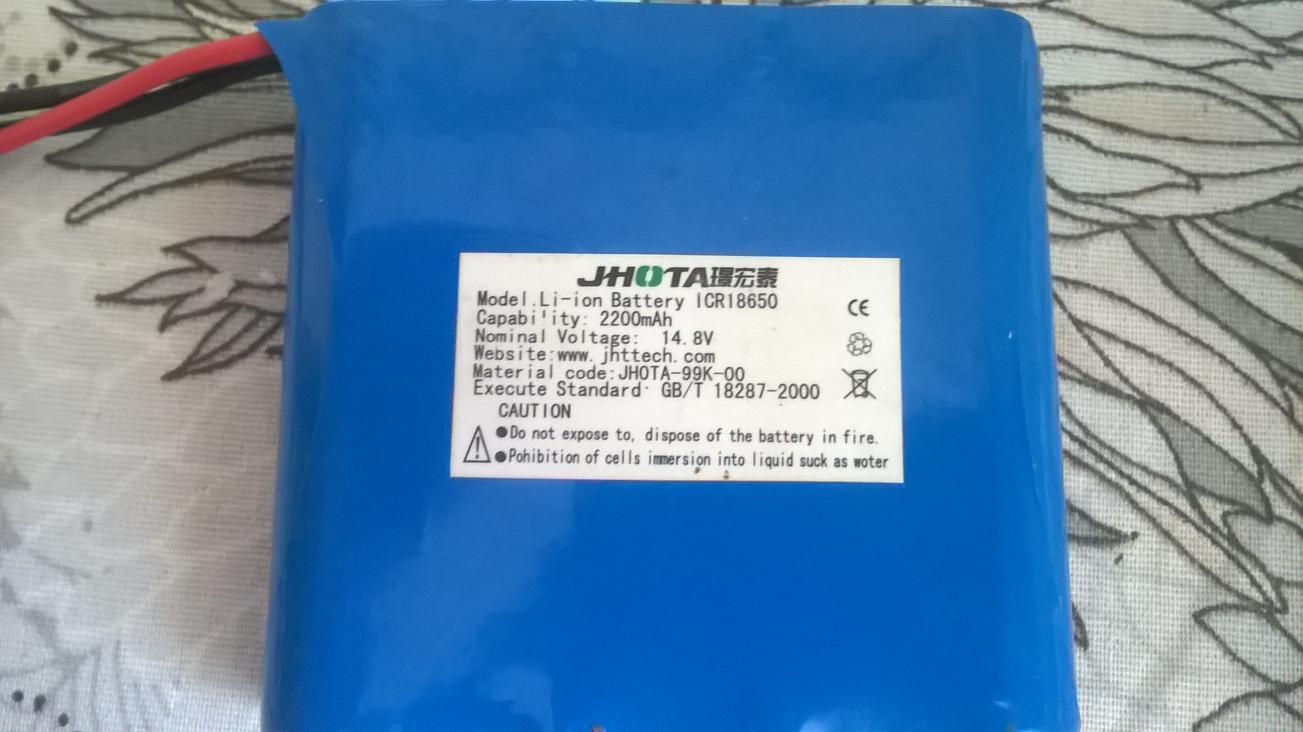 JHOTA璟宏泰
Model.Li-ion Battery ICR18650
Capabi'ity: 2200mAh
Nominal Voltage: 14.8V
Website:www.jhttech.com
Material code:JHOTA-99K-00
Execute Standard· GB/T 18287-2000
CE
CAUTION
●Do not expose to, dispose of the battery in fire.
●Pohibition of cells immersion into liquid suck as woter